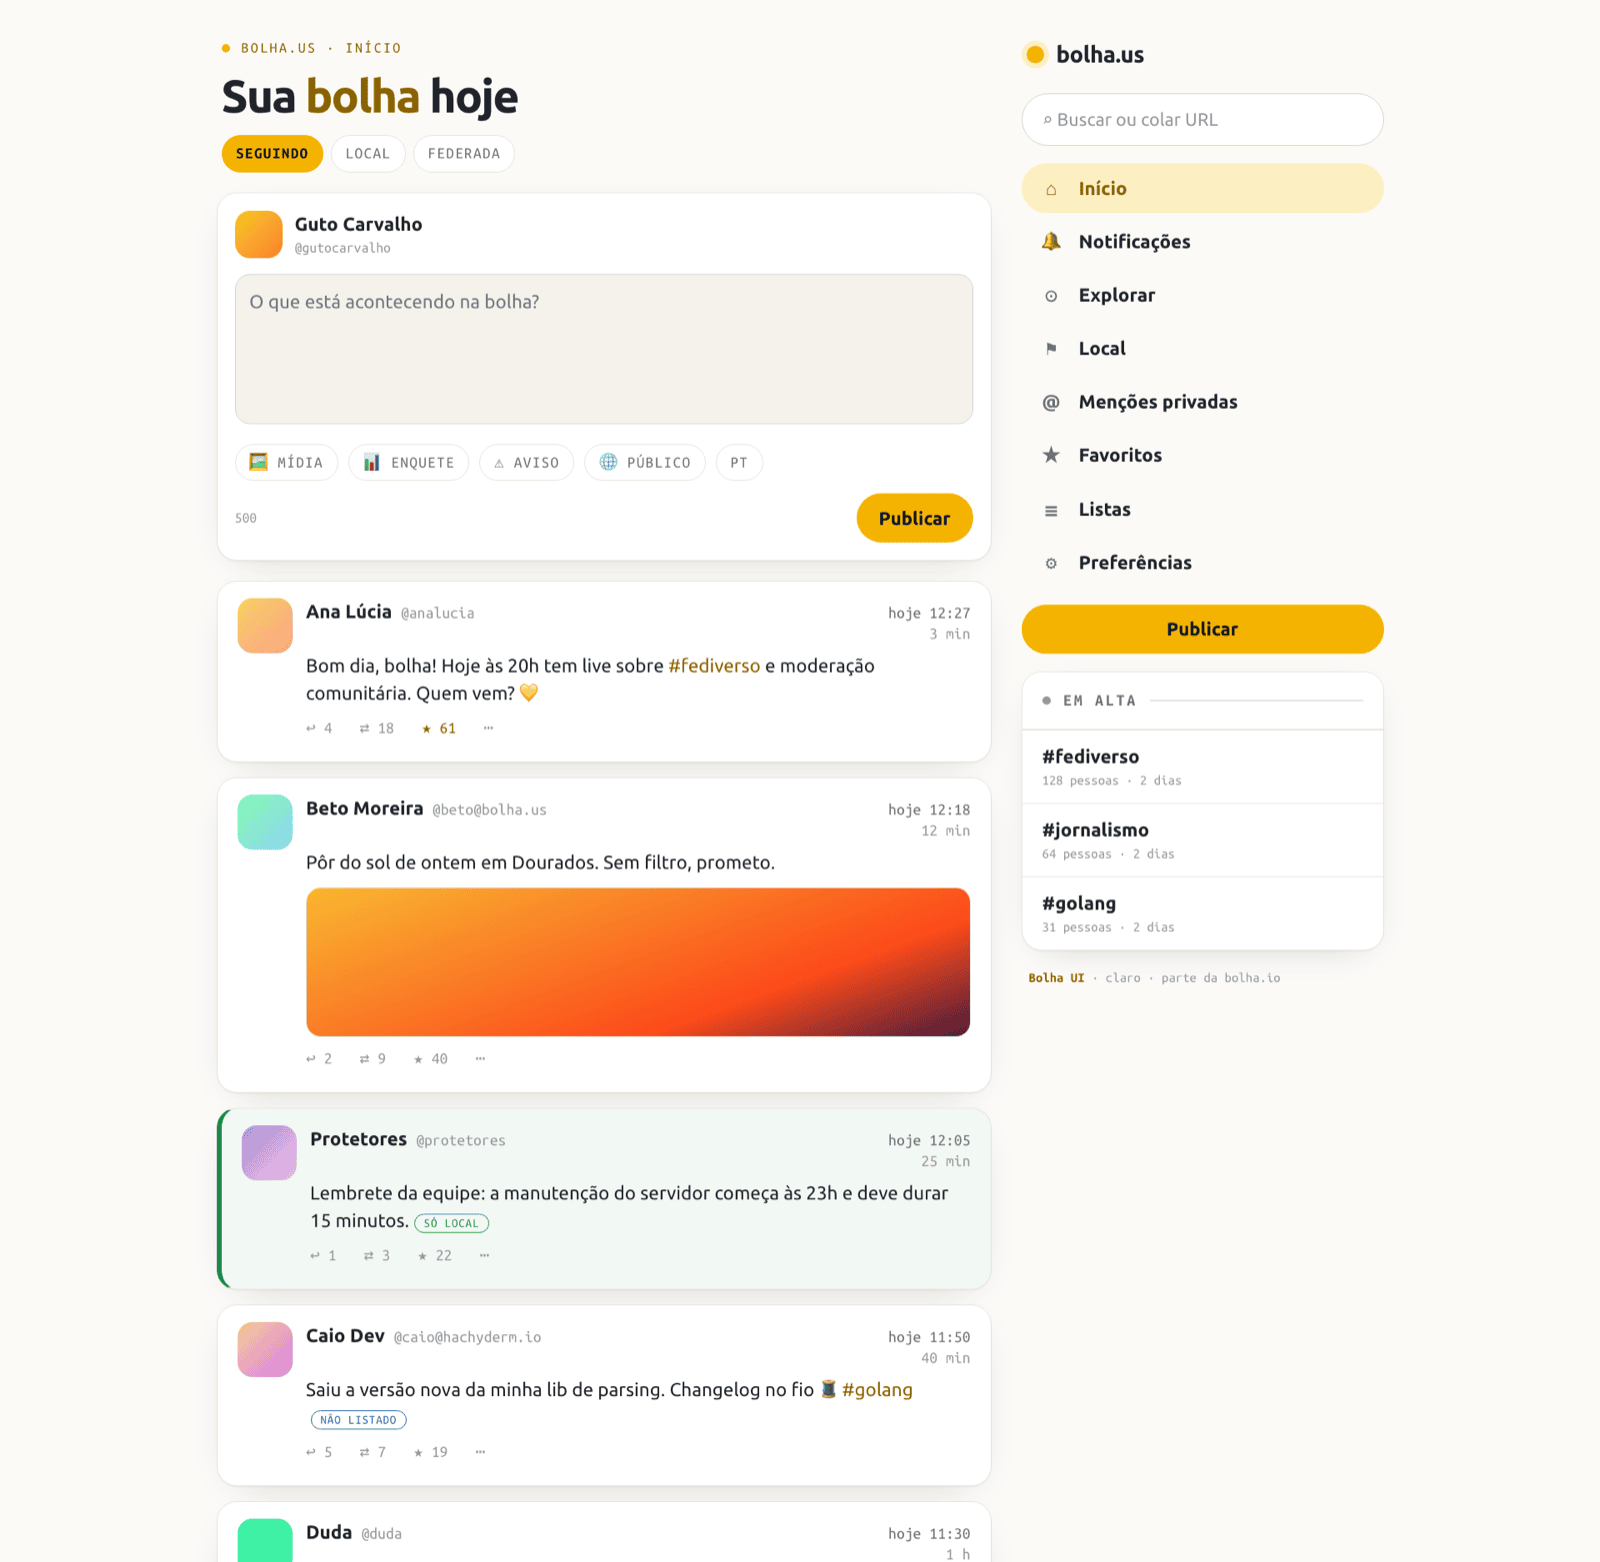 BOLHA.US · INÍCIO
Sua bolha hoje
SEGUINDO
LOCAL
FEDERADA
Guto Carvalho
@gutocarvalho
O que está acontecendo na bolha?
🖼️ MÍDIA
📊 ENQUETE
⚠ AVISO
🌐 PÚBLICO
PT
500
Publicar
Ana Lúcia @analucia
hoje 12:27
3 min
Bom dia, bolha! Hoje às 20h tem live sobre #fediverso e moderação
comunitária. Quem vem? 💛
↩ 4 ⇄ 18 ★ 61 ⋯
Beto Moreira @beto@bolha.us
hoje 12:18
12 min
Pôr do sol de ontem em Dourados. Sem filtro, prometo.
↩ 2 ⇄ 9 ★ 40 ⋯
Protetores @protetores
hoje 12:05
25 min
Lembrete da equipe: a manutenção do servidor começa às 23h e deve durar
15 minutos. SÓ LOCAL
↩ 1 ⇄ 3 ★ 22 ⋯
Caio Dev @caio@hachyderm.io
hoje 11:50
40 min
Saiu a versão nova da minha lib de parsing. Changelog no fio 🧵 #golang
NÃO LISTADO
↩ 5 ⇄ 7 ★ 19 ⋯
Duda @duda
hoje 11:30
1 h
bolha.us
⌕ Buscar ou colar URL
⌂ Início
🔔 Notificações
⊙ Explorar
⚑ Local
@ Menções privadas
★ Favoritos
≡ Listas
⚙ Preferências
Publicar
EM ALTA
#fediverso
128 pessoas · 2 dias
#jornalismo
64 pessoas · 2 dias
#golang
31 pessoas · 2 dias
Bolha UI · claro · parte da bolha.io